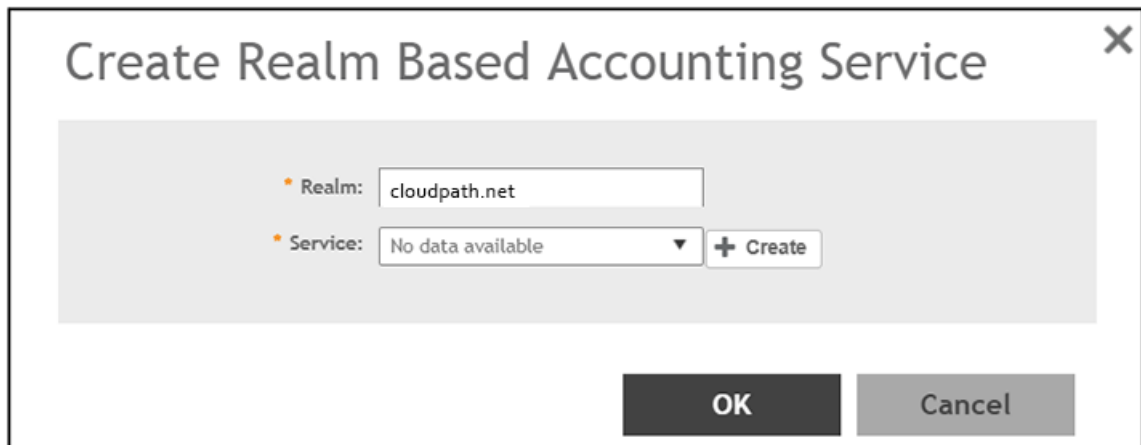 Create Realm Based Accounting Service
* Realm: cloudpath.net
* Service: No data available + Create
OK Cancel